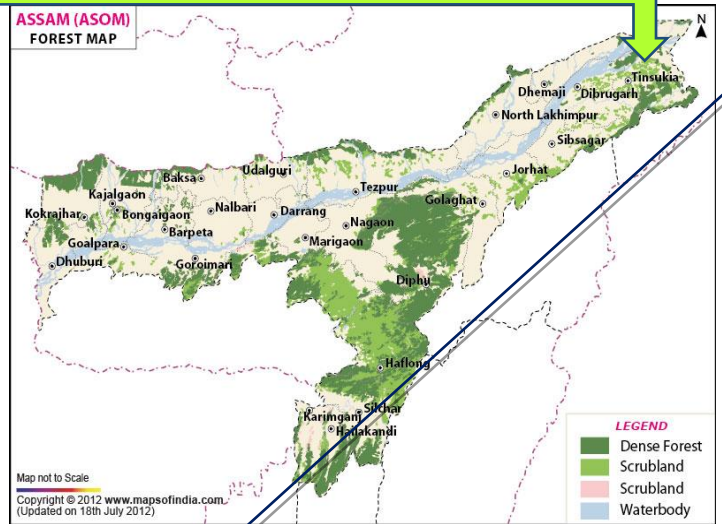 ASSAM (ASOM)
FOREST MAP
N
Tinsukia
Dhemaji
Dibrugarh
North Lakhimpur
Sibsagar
Udalguri
Baksa
Jorhat
Tezpur
Kajalgaon
Golaghat
Kokrajhar
Bongaigaon
Nalbari
Darrang
Nagaon
Barpeta
Marigaon
Goalpara
Dhuburi
Goroimari
Diphu
Haflong
Silchar
Karimganj
Hailakandi
LEGEND
Dense Forest
Scrubland
Scrubland
Waterbody
Map not to Scale
Copyright © 2012 www.mapsofindia.com
(Updated on 18th July 2012)